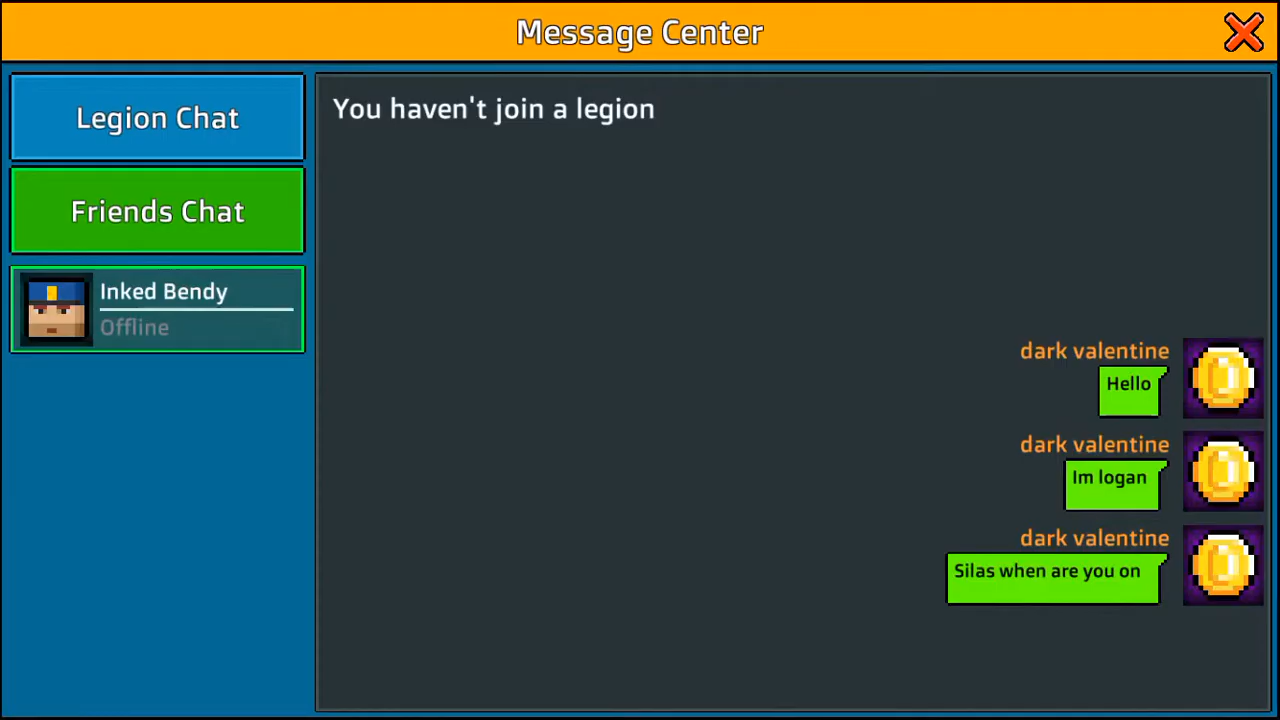 Message Center
Legion Chat
You haven't join a legion
Friends Chat
Inked Bendy
Offline
dark valentine
Hello
dark valentine
Im logan
dark valentine
Silas when are you on